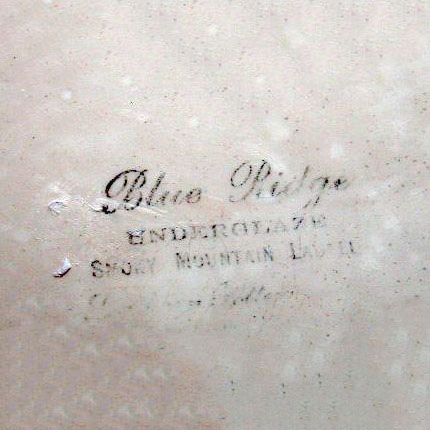 Blue Ridge
UNDERGLAZE
SMOKY MOUNTAIN LAUREL